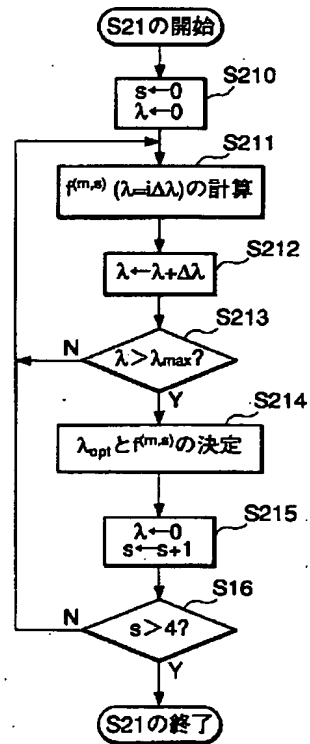 S21の開始
S210
s←0
λ←0
S211
f(m,s) (λ=iΔλ)の計算
S212
λ←λ+Δλ
S213
N
λ>λmax?
Y
S214
λoptとf(m,s)の決定
S215
λ←0
s←s+1
S16
N
s>4?
Y
S21の終了